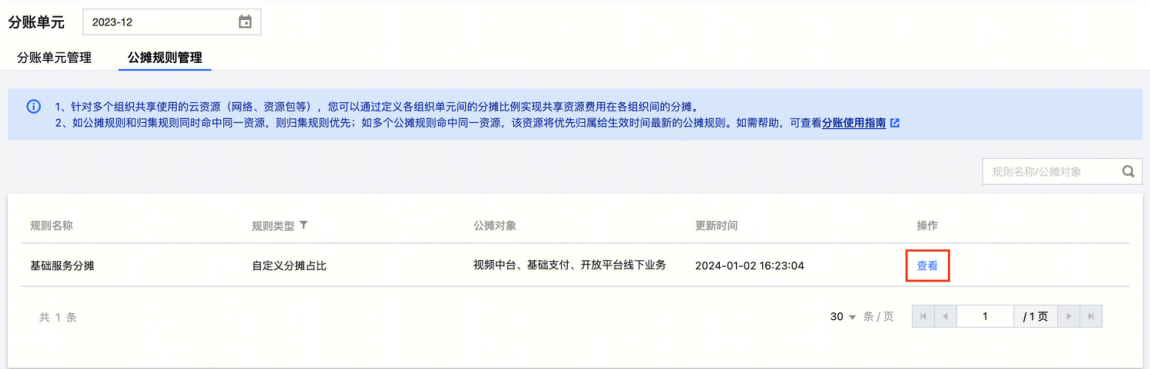 分账单元 2023-12
分账单元管理 公摊规则管理
1、针对多个组织共享使用的云资源（网络、资源包等），您可以通过定义各组织单元间的分摊比例实现共享资源费用在各组织间的分摊。
2、如公摊规则和归集规则同时命中同一资源，则归集规则优先；如多个公摊规则命中同一资源，该资源将优先归属给生效时间最新的公摊规则。如需帮助，可查看分账使用指南
规则名称/公摊对象
规则名称 规则类型 公摊对象 更新时间 操作
基础服务分摊 自定义分摊占比 视频中台、基础支付、开放平台线下业务 2024-01-02 16:23:04 查看
共 1 条 30 条 / 页 1 / 1 页